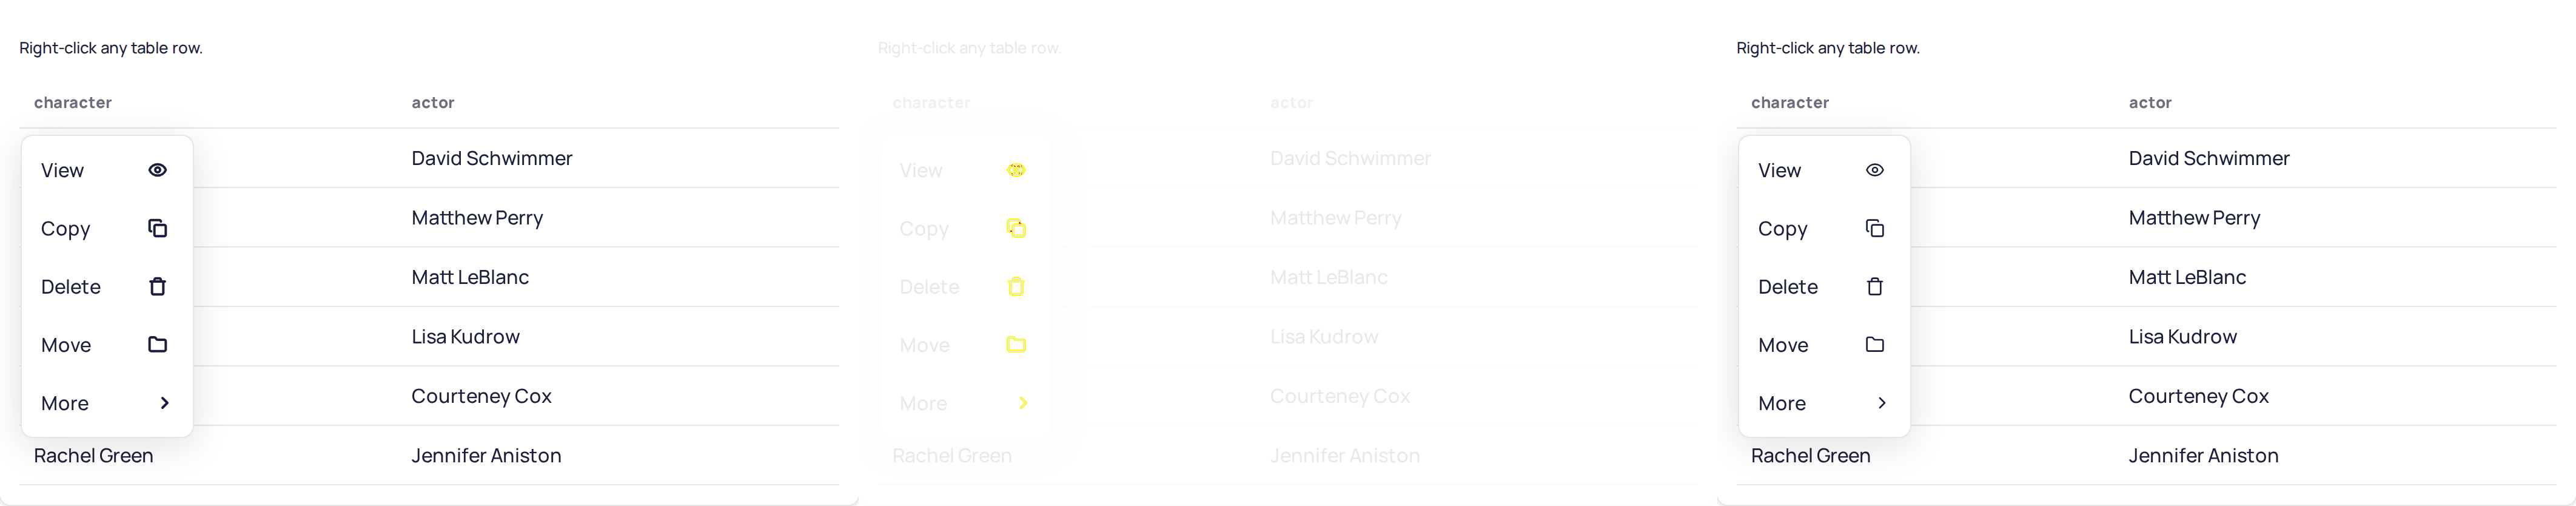 Right-click any table row.
character actor
View
David Schwimmer
Copy
Matthew Perry
Delete
Matt LeBlanc
Move
Lisa Kudrow
More
Courteney Cox
Rachel Green Jennifer Aniston
Right-click any table row.
character actor
View
David Schwimmer
Copy
Matthew Perry
Delete
Matt LeBlanc
Move
Lisa Kudrow
More
Courteney Cox
Rachel Green Jennifer Aniston
Right-click any table row.
character actor
View
David Schwimmer
Copy
Matthew Perry
Delete
Matt LeBlanc
Move
Lisa Kudrow
More
Courteney Cox
Rachel Green Jennifer Aniston